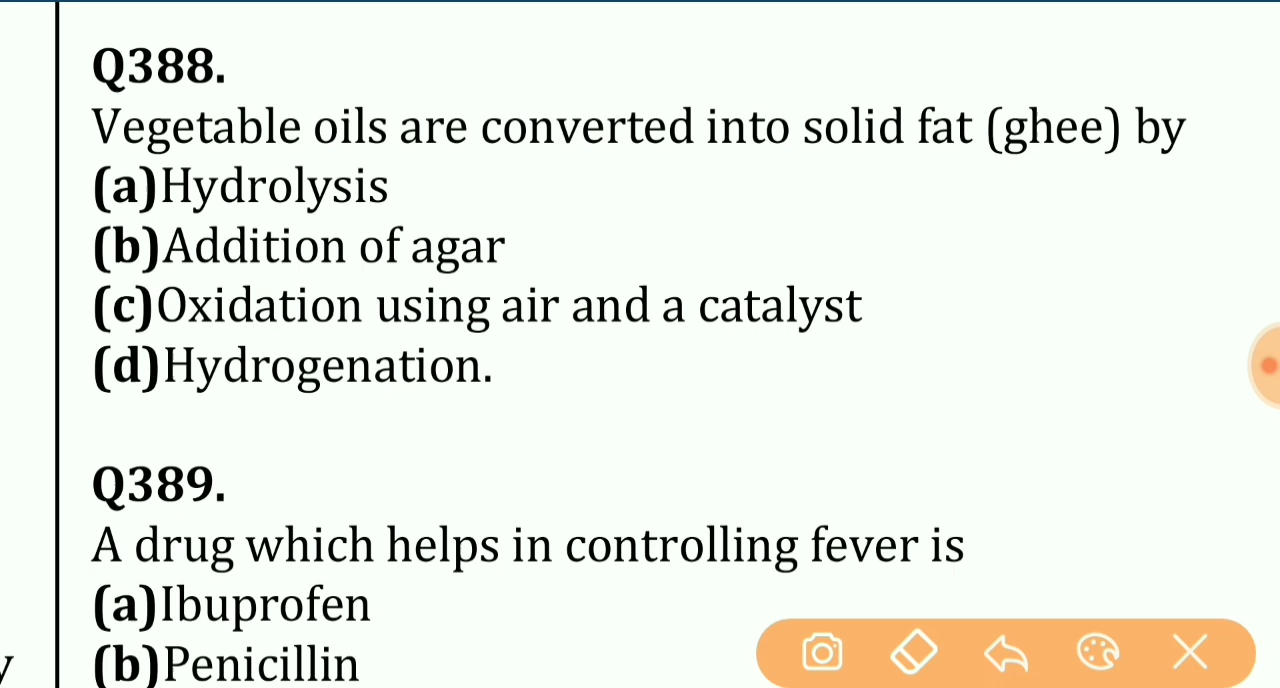 Q388.
Vegetable oils are converted into solid fat (ghee) by
(a)Hydrolysis
(b)Addition of agar
(c)Oxidation using air and a catalyst
(d)Hydrogenation.
Q389.
A drug which helps in controlling fever is
(a)Ibuprofen
(b)Penicillin